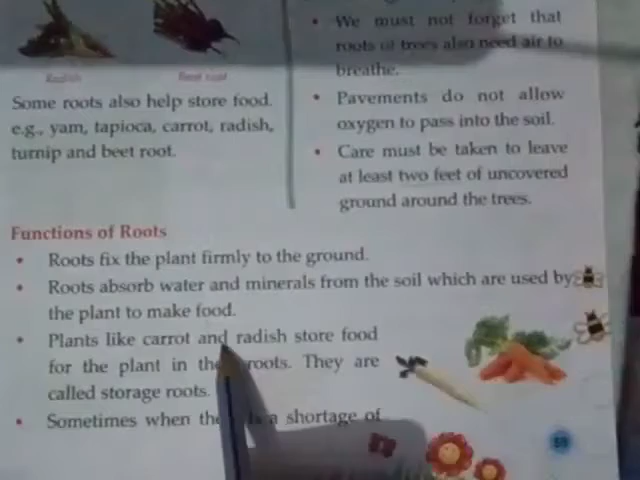 Radish
Beet root
Some roots also help store food.
e.g., yam, tapioca, carrot, radish,
turnip and beet root.
We must not forget that
roots of trees also need air to
breathe.
Pavements do not allow
oxygen to pass into the soil.
Care must be taken to leave
at least two feet of uncovered
ground around the trees.
Functions of Roots
Roots fix the plant firmly to the ground.
Roots absorb water and minerals from the soil which are used by
the plant to make food.
Plants like carrot and radish store food
for the plant in the roots. They are
called storage roots.
Sometimes when a shortage of